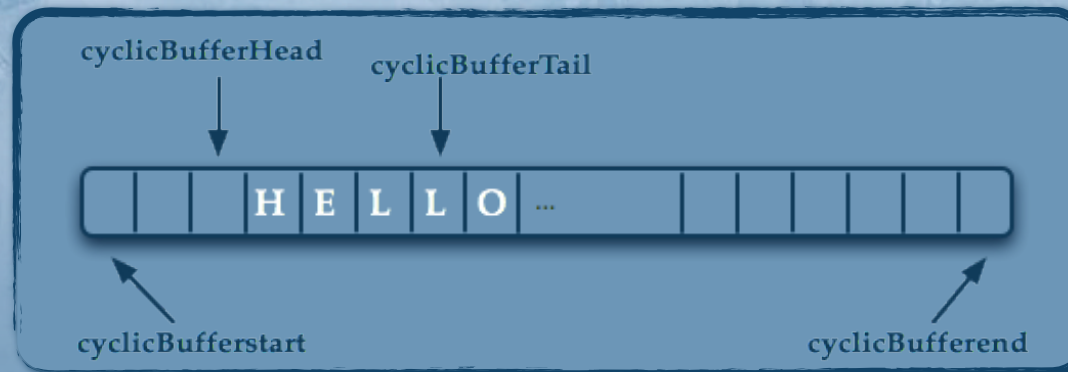 cyclicBufferHead
cyclicBufferTail
H E L L O ...
cyclicBufferstart
cyclicBufferend